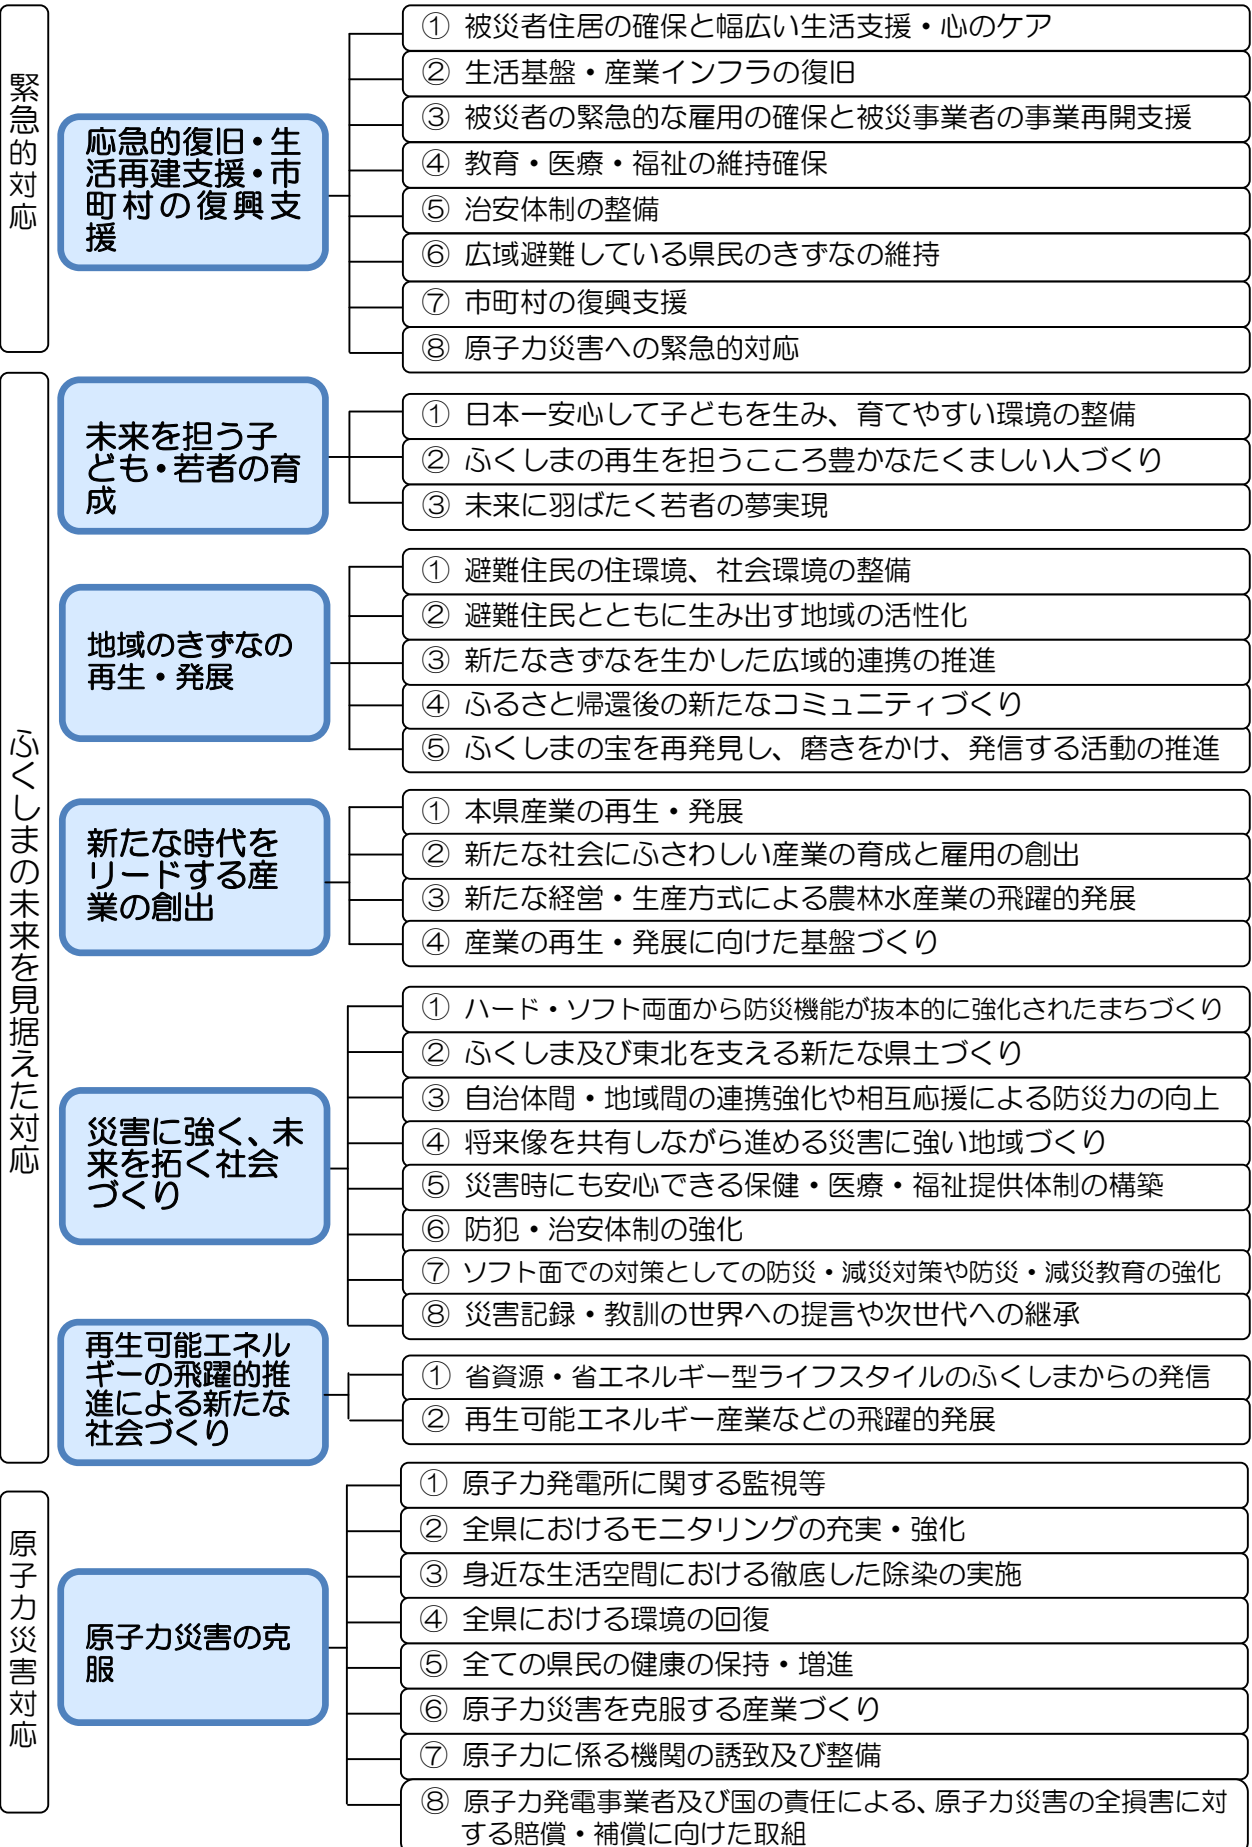 緊急的対応
応急的復旧・生
活再建支援・市
町村の復興支
援
① 被災者住居の確保と幅広い生活支援・心のケア
② 生活基盤・産業インフラの復旧
③ 被災者の緊急的な雇用の確保と被災事業者の事業再開支援
④ 教育・医療・福祉の維持確保
⑤ 治安体制の整備
⑥ 広域避難している県民のきずなの維持
⑦ 市町村の復興支援
⑧ 原子力災害への緊急的対応
ふくしまの未来を見据えた対応
未来を担う子
ども・若者の育
成
① 日本一安心して子どもを生み、育てやすい環境の整備
② ふくしまの再生を担うこころ豊かなたくましい人づくり
③ 未来に羽ばたく若者の夢実現
地域のきずなの
再生・発展
① 避難住民の住環境、社会環境の整備
② 避難住民とともに生み出す地域の活性化
③ 新たなきずなを生かした広域的連携の推進
④ ふるさと帰還後の新たなコミュニティづくり
⑤ ふくしまの宝を再発見し、磨きをかけ、発信する活動の推進
新たな時代を
リードする産
業の創出
① 本県産業の再生・発展
② 新たな社会にふさわしい産業の育成と雇用の創出
③ 新たな経営・生産方式による農林水産業の飛躍的発展
④ 産業の再生・発展に向けた基盤づくり
災害に強く、未
来を拓く社会
づくり
① ハード・ソフト両面から防災機能が抜本的に強化されたまちづくり
② ふくしま及び東北を支える新たな県土づくり
③ 自治体間・地域間の連携強化や相互応援による防災力の向上
④ 将来像を共有しながら進める災害に強い地域づくり
⑤ 災害時にも安心できる保健・医療・福祉提供体制の構築
⑥ 防犯・治安体制の強化
⑦ ソフト面での対策としての防災・減災対策や防災・減災教育の強化
⑧ 災害記録・教訓の世界への提言や次世代への継承
再生可能エネル
ギーの飛躍的推
進による新たな
社会づくり
① 省資源・省エネルギー型ライフスタイルのふくしまからの発信
② 再生可能エネルギー産業などの飛躍的発展
原子力災害対応
原子力災害の克
服
① 原子力発電所に関する監視等
② 全県におけるモニタリングの充実・強化
③ 身近な生活空間における徹底した除染の実施
④ 全県における環境の回復
⑤ 全ての県民の健康の保持・増進
⑥ 原子力災害を克服する産業づくり
⑦ 原子力に係る機関の誘致及び整備
⑧ 原子力発電事業者及び国の責任による、原子力災害の全損害に対
する賠償・補償に向けた取組